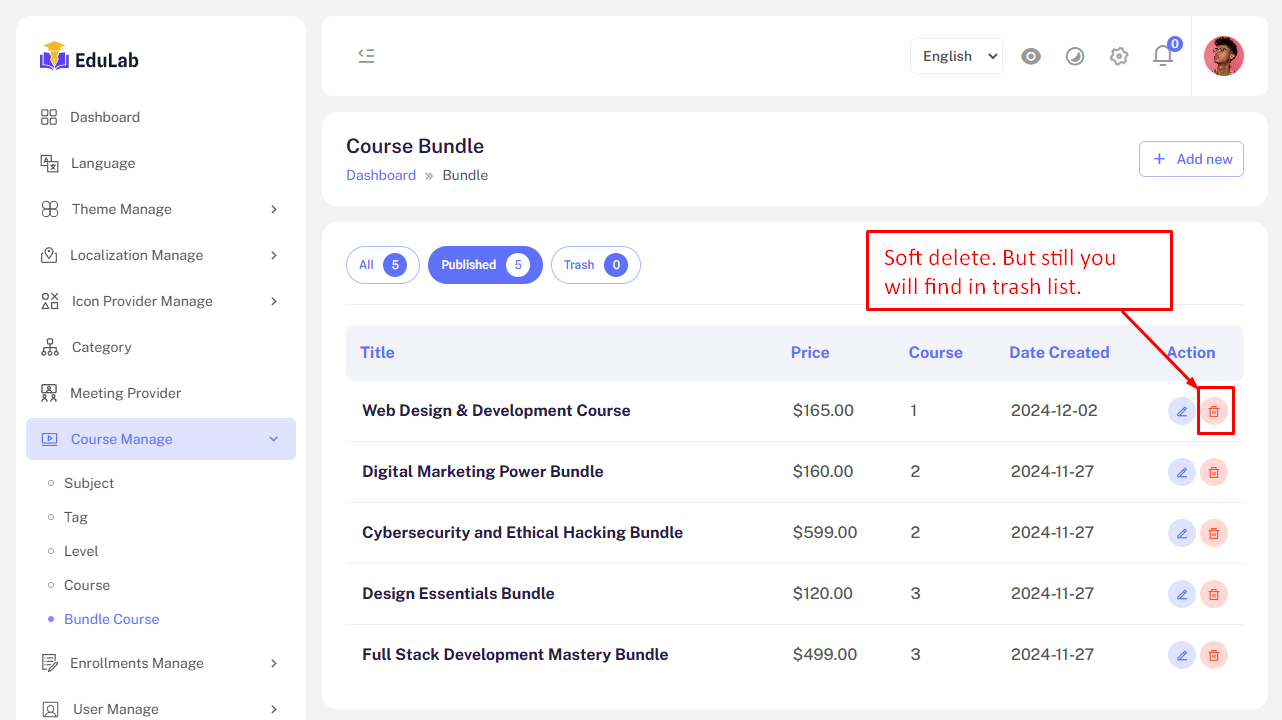 EduLab
Dashboard
Language
Theme Manage
Localization Manage
Icon Provider Manage
Category
Meeting Provider
Course Manage
Subject
Tag
Level
Course
Bundle Course
Enrollments Manage
User Manage
English
0
Course Bundle
Dashboard » Bundle
+ Add new
All 5 Published 5 Trash 0
Soft delete. But still you
will find in trash list.
Title Price Course Date Created Action
Web Design & Development Course $165.00 1 2024-12-02
Digital Marketing Power Bundle $160.00 2 2024-11-27
Cybersecurity and Ethical Hacking Bundle $599.00 2 2024-11-27
Design Essentials Bundle $120.00 3 2024-11-27
Full Stack Development Mastery Bundle $499.00 3 2024-11-27